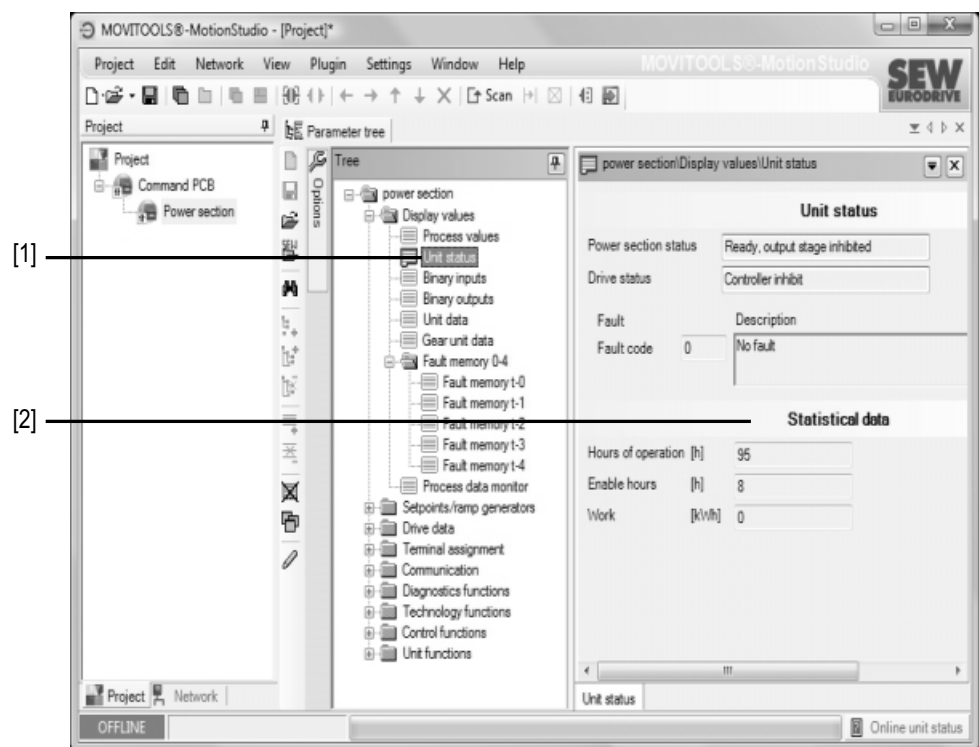 MOVITOOLS®-MotionStudio - [Project]*
Project Edit Network View Plugin Settings Window Help
MOVITOOLS®-MotionStudio
SEW
EURODRIVE
Scan
Project
Parameter tree
Project
Command PCB
Power section
Options
SEW
Tree
power section
Display values
Process values
Unit status
Binary inputs
Binary outputs
Unit data
Gear unit data
Fault memory 0-4
Fault memory t-0
Fault memory t-1
Fault memory t-2
Fault memory t-3
Fault memory t-4
Process data monitor
Setpoints/ramp generators
Drive data
Terminal assignment
Communication
Diagnostics functions
Technology functions
Control functions
Unit functions
power section\Display values\Unit status
Unit status
Power section status Ready, output stage inhibited
Drive status Controller inhibit
Fault Description
Fault code 0 No fault
Statistical data
Hours of operation [h] 95
Enable hours [h] 8
Work [kWh] 0
[1]
[2]
Project Network
Unit status
OFFLINE
Online unit status